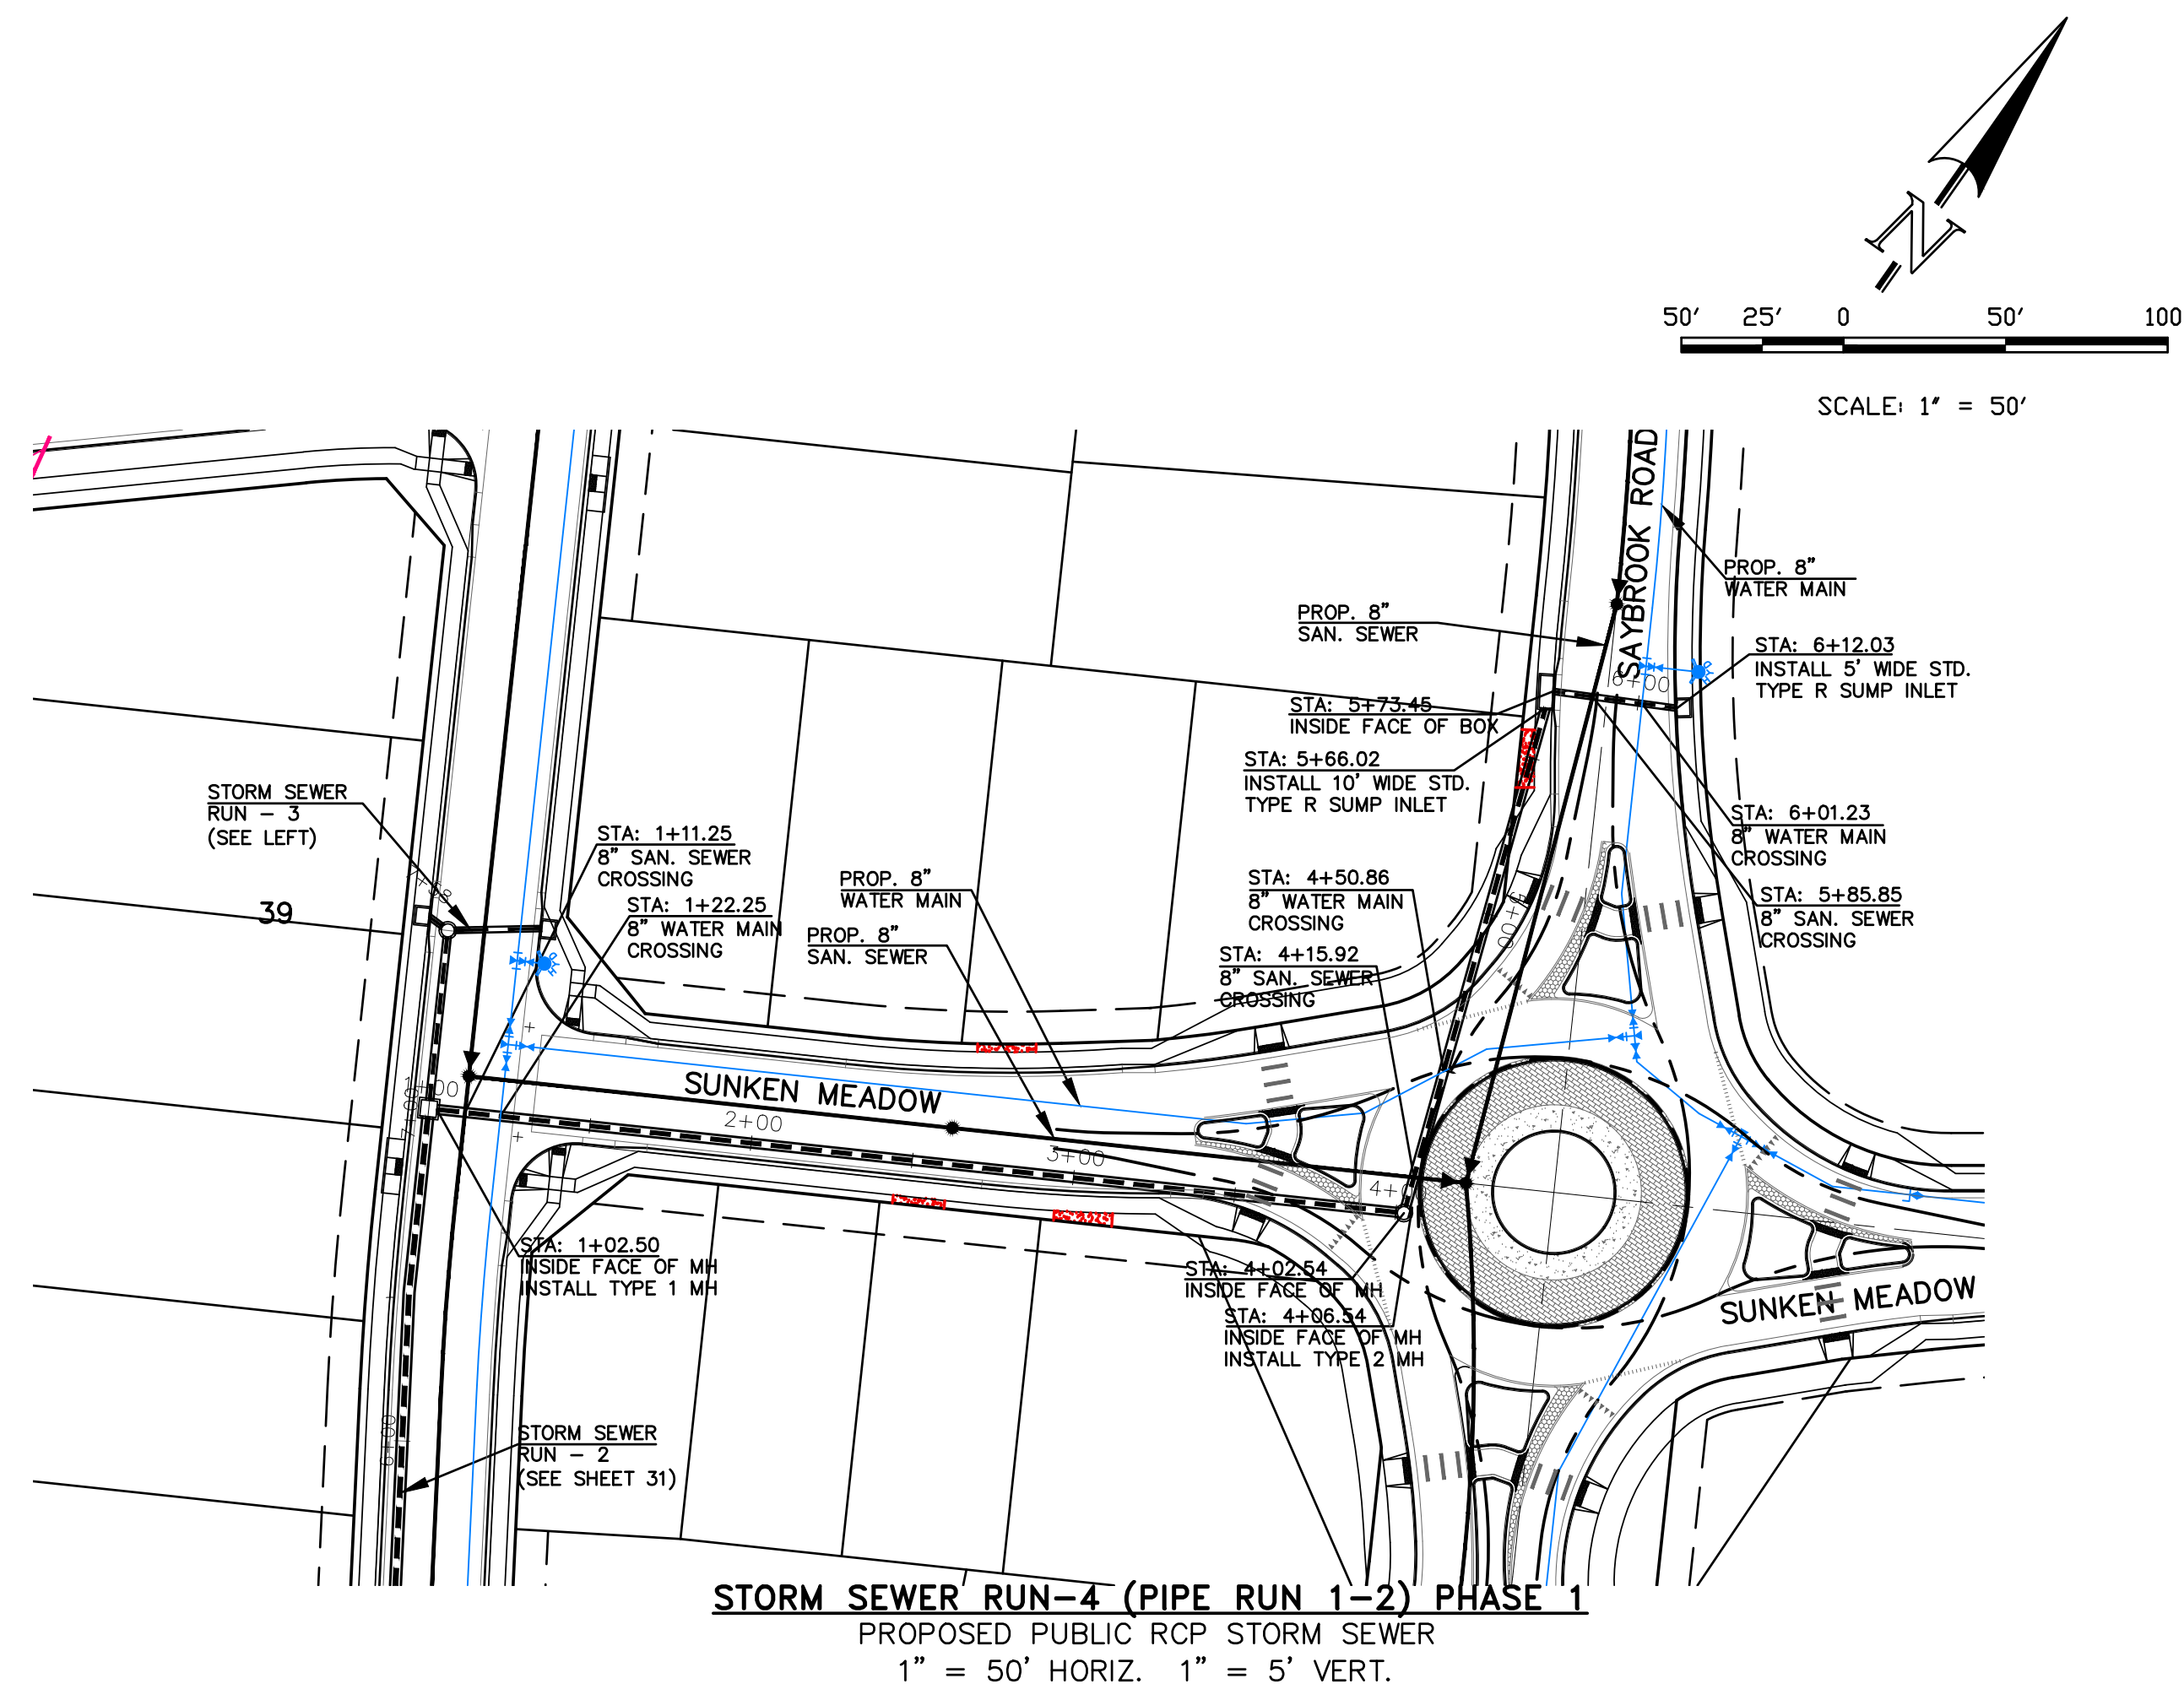 N
50' 25' 0 50' 100
SCALE: 1" = 50'
SAYBROOK ROAD
PROP. 8"
WATER MAIN
PROP. 8"
SAN. SEWER
STA: 6+12.03
INSTALL 5' WIDE STD.
TYPE R SUMP INLET
6+00
STA: 5+73.45
INSIDE FACE OF BOX
STA: 5+66.02
INSTALL 10' WIDE STD.
TYPE R SUMP INLET
STORM SEWER
RUN - 3
(SEE LEFT)
STA: 6+01.23
8" WATER MAIN
CROSSING
STA: 1+11.25
8" SAN. SEWER
CROSSING
PROP. 8"
WATER MAIN
STA: 4+50.86
8" WATER MAIN
CROSSING
STA: 5+85.85
8" SAN. SEWER
CROSSING
39
STA: 1+22.25
8" WATER MAIN
CROSSING
PROP. 8"
SAN. SEWER
STA: 4+15.92
8" SAN. SEWER
CROSSING
5+00
1+00
7+00
SUNKEN MEADOW
2+00
3+00
4+0
STA: 1+02.50
INSIDE FACE OF MH
INSTALL TYPE 1 MH
STA: 4+02.54
INSIDE FACE OF MH
STA: 4+06.54
INSIDE FACE OF MH
INSTALL TYPE 2 MH
SUNKEN MEADOW
6+00
STORM SEWER
RUN - 2
(SEE SHEET 31)
STORM SEWER RUN-4 (PIPE RUN 1-2) PHASE 1
PROPOSED PUBLIC RCP STORM SEWER
1" = 50' HORIZ. 1" = 5' VERT.